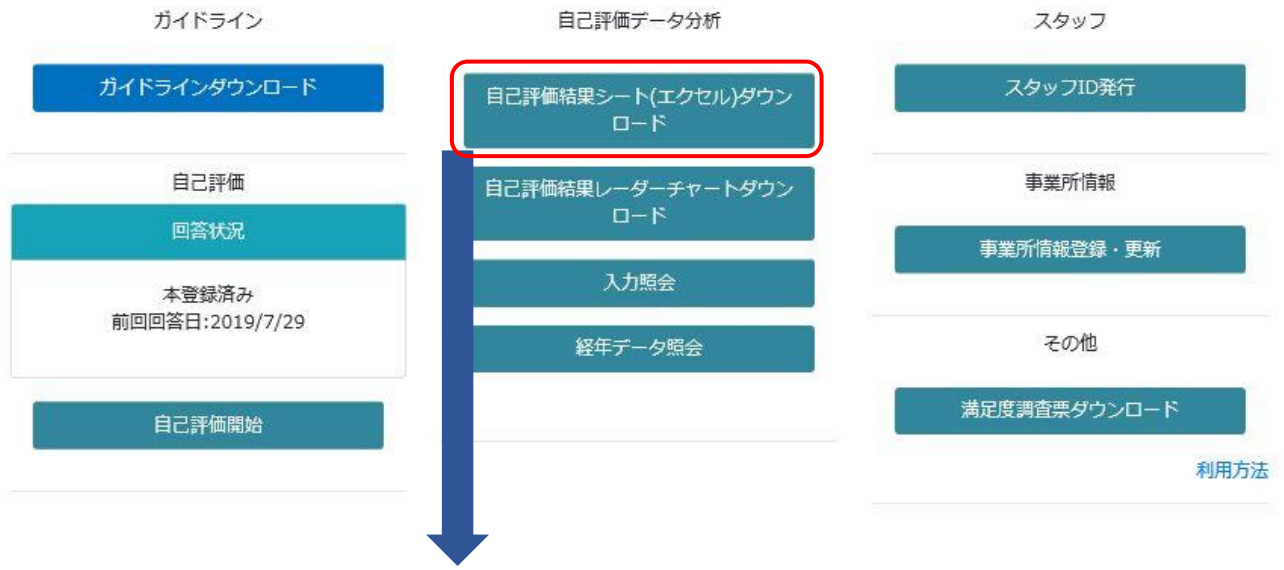 ガイドライン
ガイドラインダウンロード
自己評価
回答状況
本登録済み
前回回答日:2019/7/29
自己評価開始
自己評価データ分析
自己評価結果シート(エクセル)ダウン
ロード
自己評価結果レーダーチャートダウン
ロード
入力照会
経年データ照会
スタッフ
スタッフID発行
事業所情報
事業所情報登録・更新
その他
満足度調査票ダウンロード
利用方法